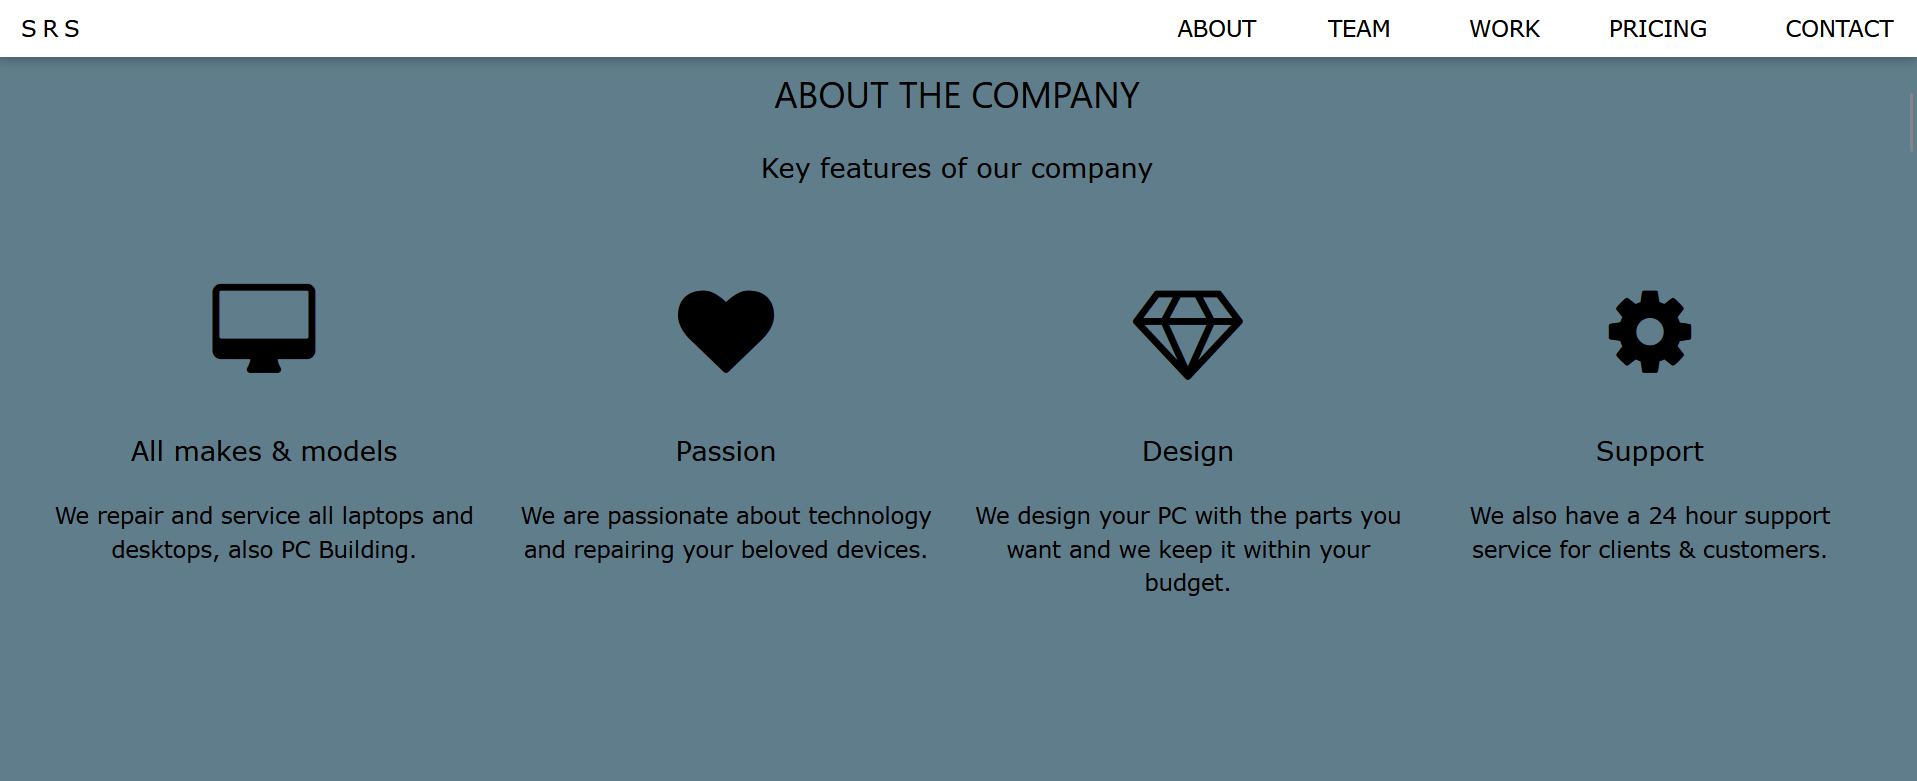 S R S ABOUT TEAM WORK PRICING CONTACT
ABOUT THE COMPANY
Key features of our company
All makes & models
We repair and service all laptops and
desktops, also PC Building.
Passion
We are passionate about technology
and repairing your beloved devices.
Design
We design your PC with the parts you
want and we keep it within your
budget.
Support
We also have a 24 hour support
service for clients & customers.